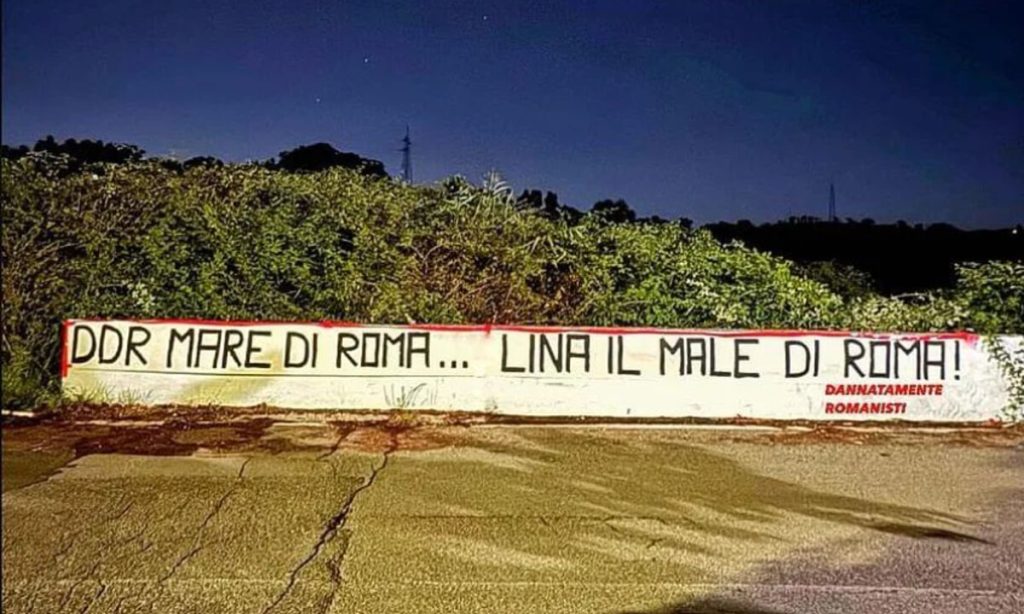 DDR MARE DI ROMA... LINA IL MALE DI ROMA!
DANNATAMENTE
ROMANISTI